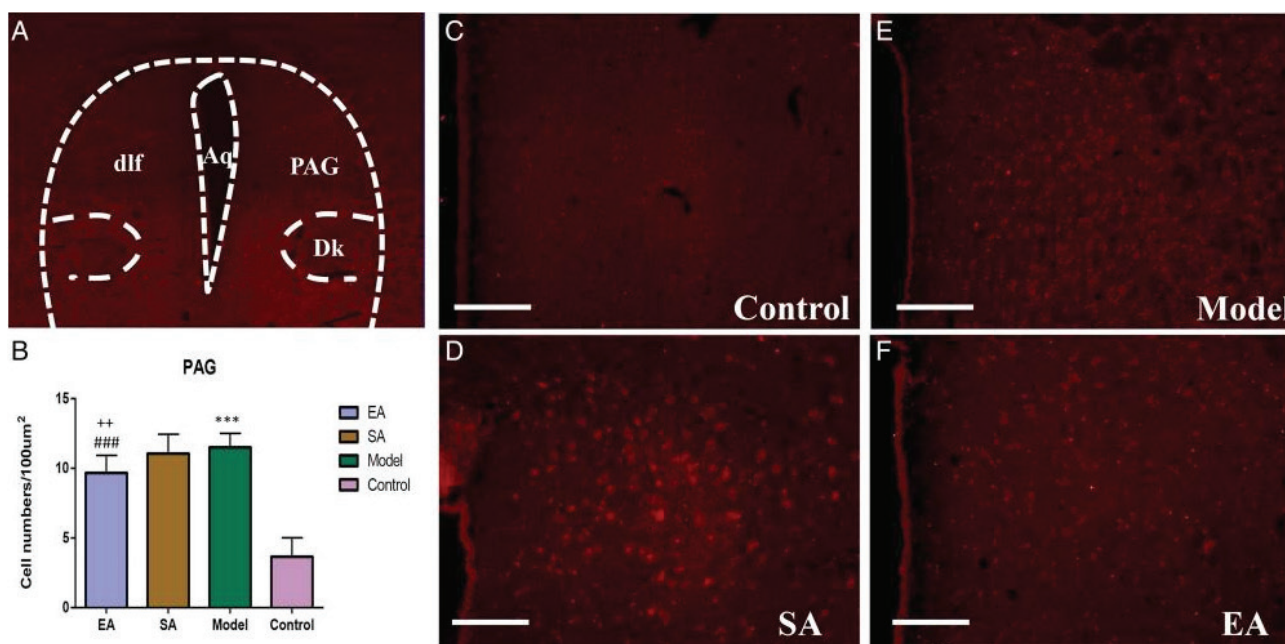 A
dlf
Aq
PAG
Dk
B
PAG
Cell numbers/100um²
15
10
5
0
++
###
***
EA
SA
Model
Control
EA
SA
Model
Control
C
Control
D
SA
E
Model
F
EA